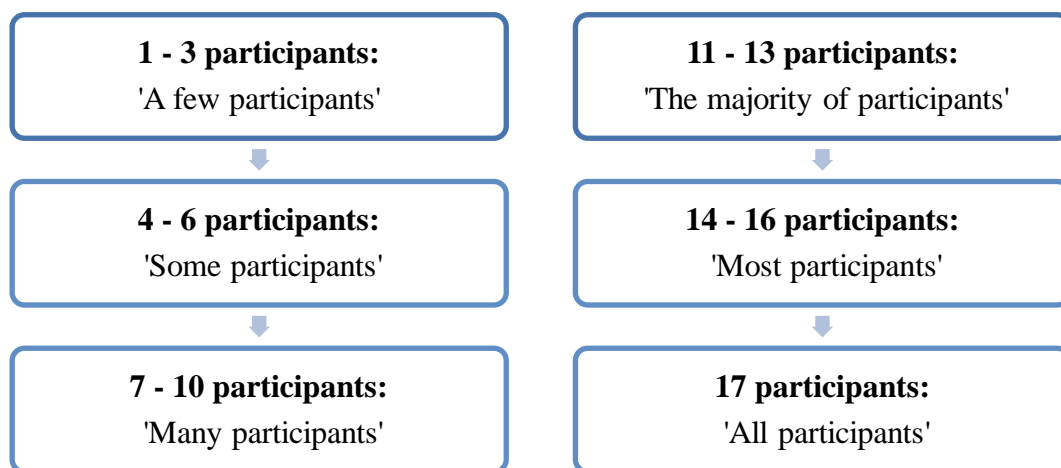 1 - 3 participants:
'A few participants'
4 - 6 participants:
'Some participants'
7 - 10 participants:
'Many participants'
11 - 13 participants:
'The majority of participants'
14 - 16 participants:
'Most participants'
17 participants:
'All participants'